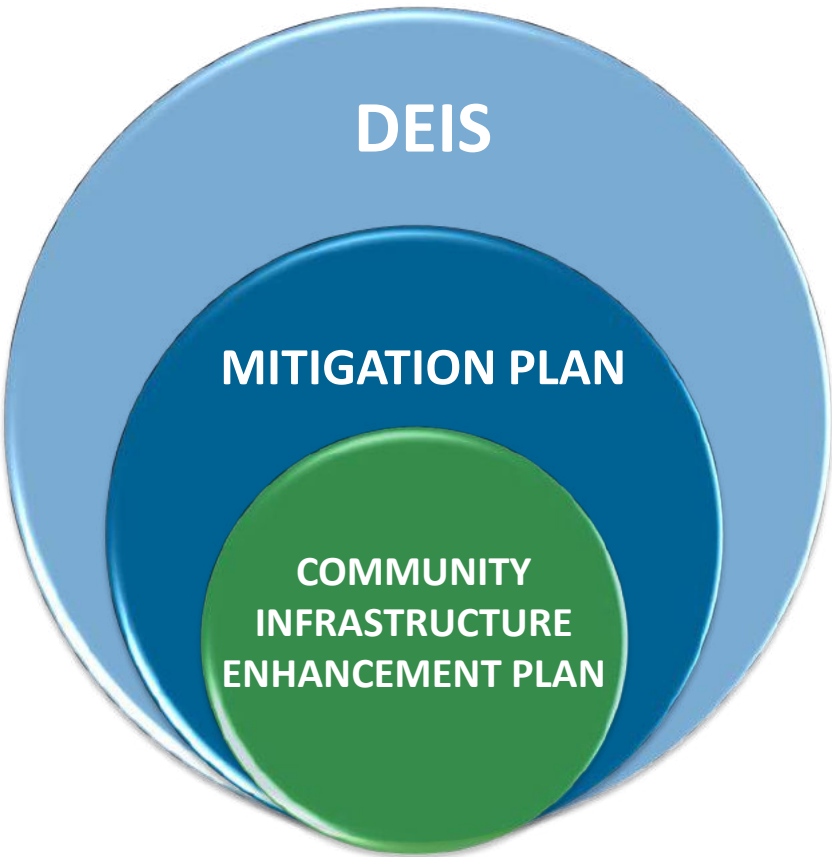 DEIS
MITIGATION PLAN
COMMUNITY
INFRASTRUCTURE
ENHANCEMENT PLAN